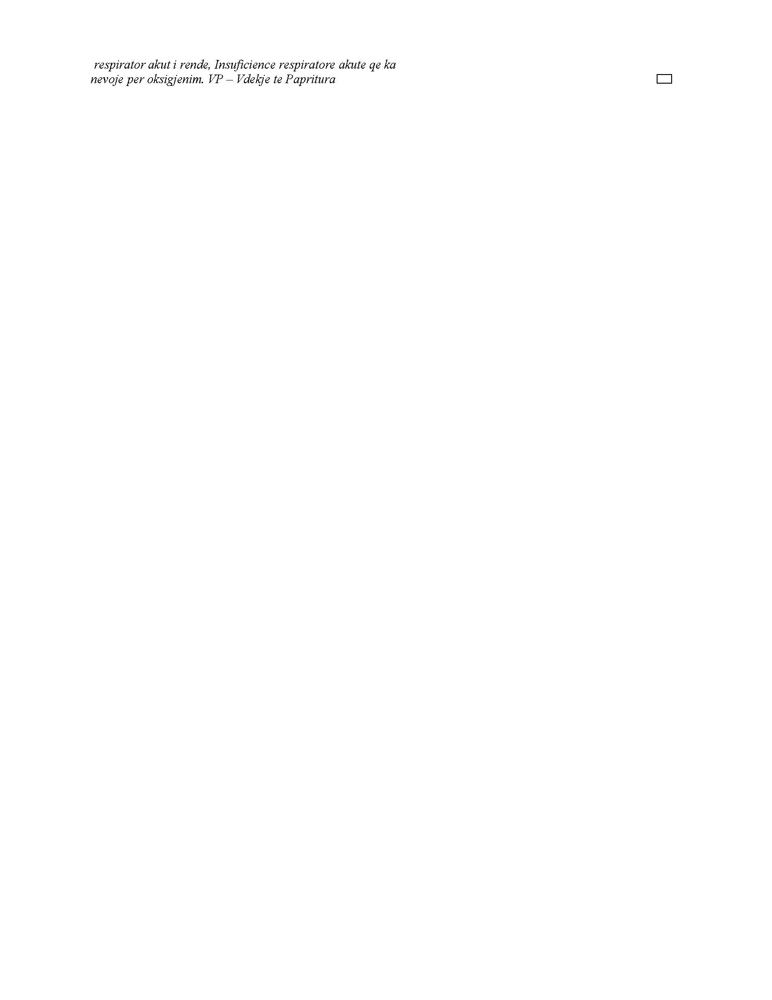 respirator akut i rende, Insuficience respiratore akute qe ka
nevoje per oksigjenim. VP – Vdekje te Papritura